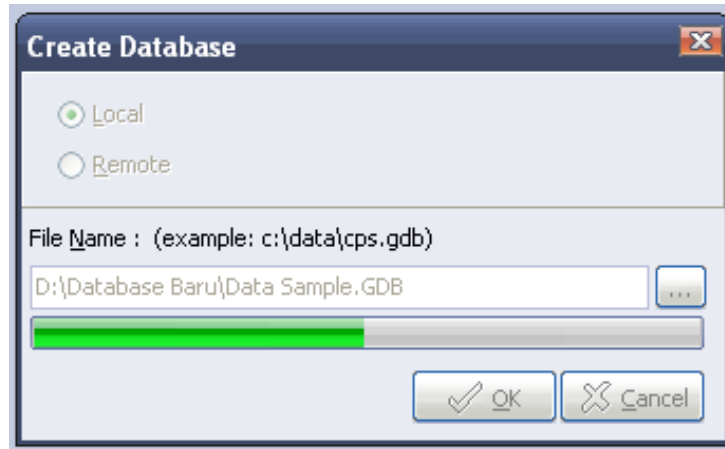 Create Database
Local
Remote
File Name : (example: c:\data\cps.gdb)
D:\Database Baru\Data Sample.GDB
...
OK
Cancel